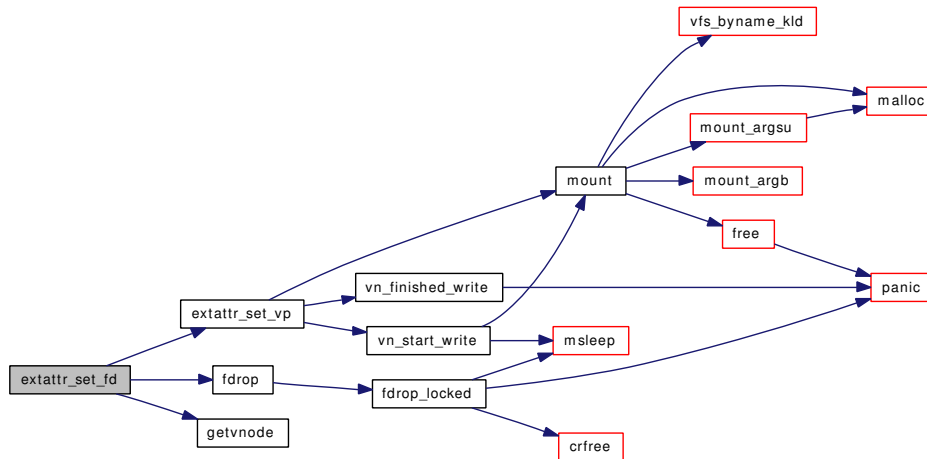 vfs_byname_kld
malloc
mount_argsu
mount
mount_argb
free
vn_finished_write
panic
extattr_set_vp
vn_start_write
msleep
extattr_set_fd
fdrop
fdrop_locked
getvnode
crfree